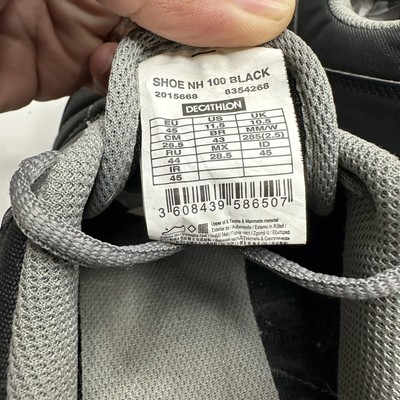 SHOE NH 100 BLACK
2015668 8354268
DECATHLON
EU US UK
45 11.5 10.5
CM BR MM/W
28.5 43 285(2.5)
RU MX ID
44 28.5 45
IR
45
3 608439 586507